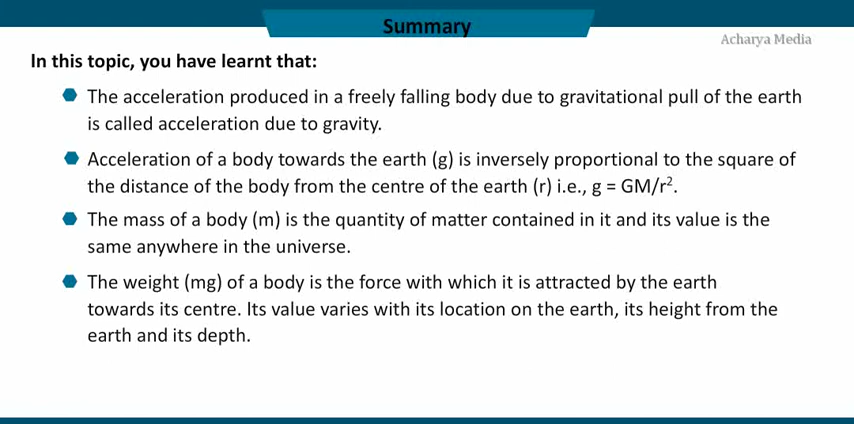 Summary
Acharya Media
In this topic, you have learnt that:
The acceleration produced in a freely falling body due to gravitational pull of the earth
is called acceleration due to gravity.
Acceleration of a body towards the earth (g) is inversely proportional to the square of
the distance of the body from the centre of the earth (r) i.e., g = GM/r².
The mass of a body (m) is the quantity of matter contained in it and its value is the
same anywhere in the universe.
The weight (mg) of a body is the force with which it is attracted by the earth
towards its centre. Its value varies with its location on the earth, its height from the
earth and its depth.